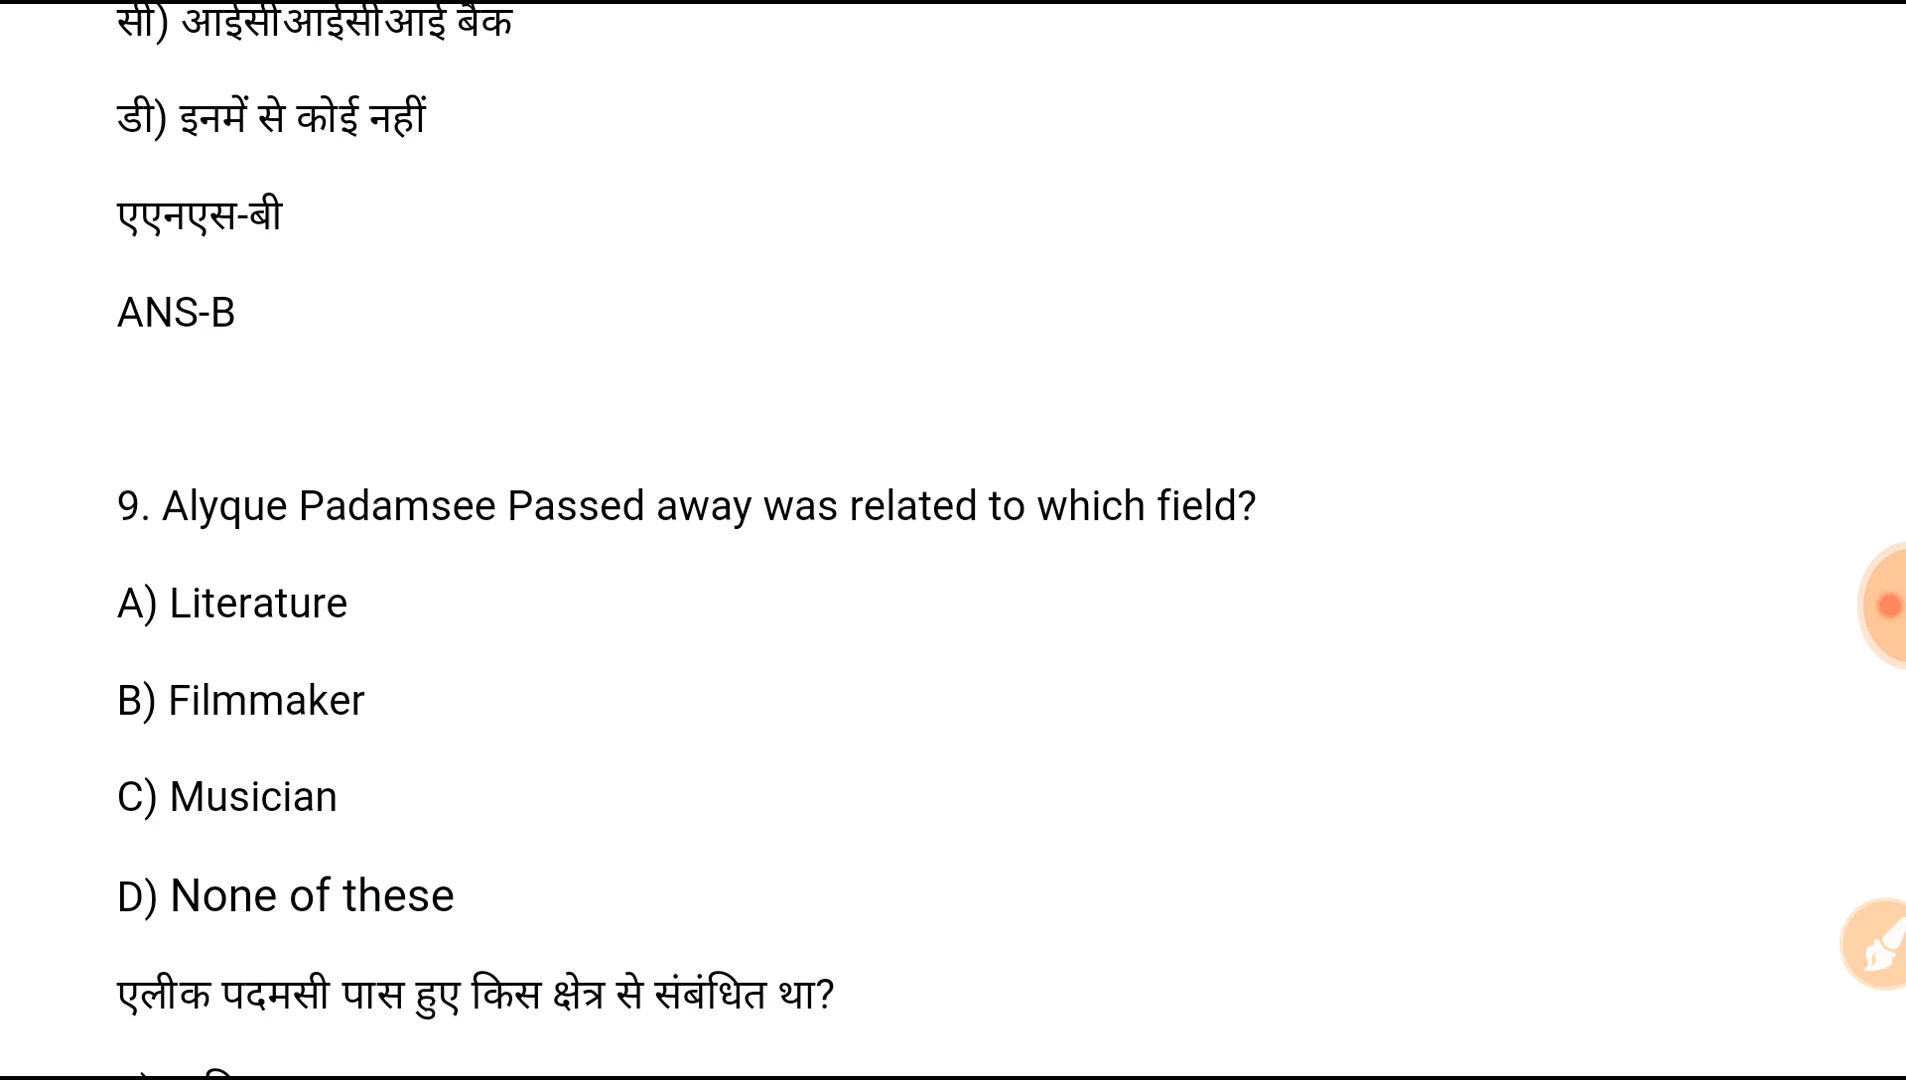 सी) आईसीआईसीआई बैंक
डी) इनमें से कोई नहीं
एएनएस-बी
ANS-B
9. Alyque Padamsee Passed away was related to which field?
A) Literature
B) Filmmaker
C) Musician
D) None of these
एलीक पदमसी पास हुए किस क्षेत्र से संबंधित था?